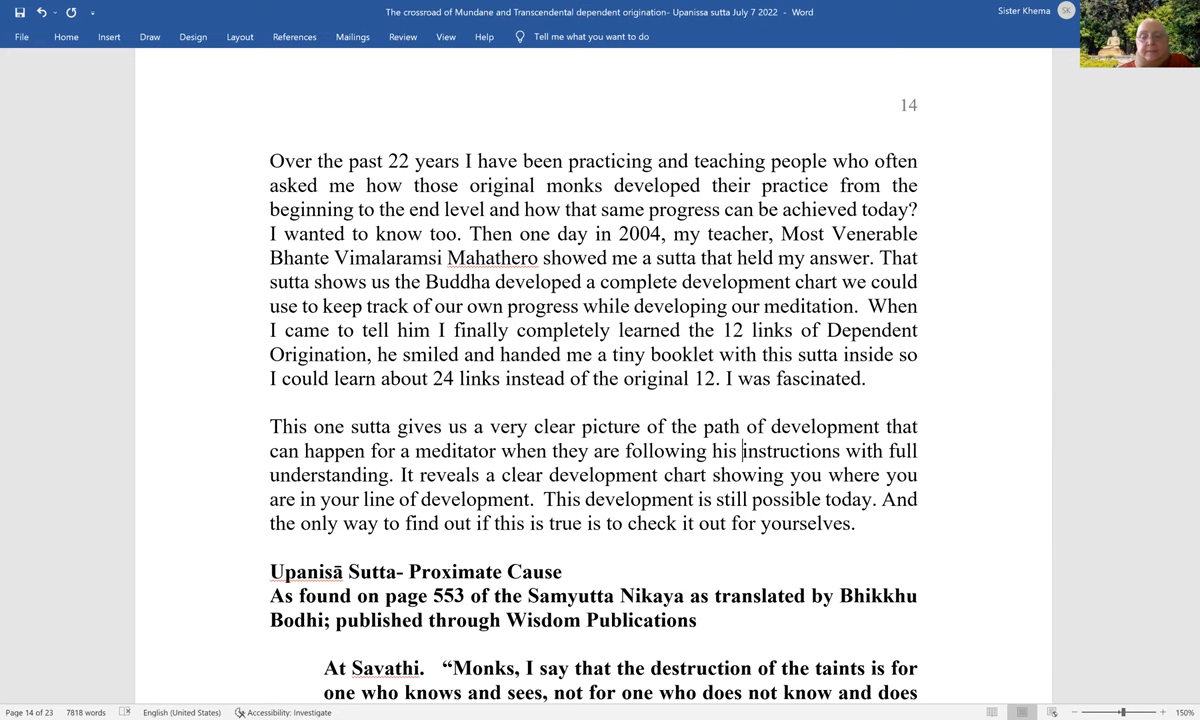 The crossroad of Mundane and Transcendental dependent origination- Upanissa sutta July 7 2022 - Word
Sister Khema
SK
File Home Insert Draw Design Layout References Mailings Review View Help Tell me what you want to do
14
Over the past 22 years I have been practicing and teaching people who often
asked me how those original monks developed their practice from the
beginning to the end level and how that same progress can be achieved today?
I wanted to know too. Then one day in 2004, my teacher, Most Venerable
Bhante Vimalaramsi Mahathero showed me a sutta that held my answer. That
sutta shows us the Buddha developed a complete development chart we could
use to keep track of our own progress while developing our meditation. When
I came to tell him I finally completely learned the 12 links of Dependent
Origination, he smiled and handed me a tiny booklet with this sutta inside so
I could learn about 24 links instead of the original 12. I was fascinated.
This one sutta gives us a very clear picture of the path of development that
can happen for a meditator when they are following his instructions with full
understanding. It reveals a clear development chart showing you where you
are in your line of development. This development is still possible today. And
the only way to find out if this is true is to check it out for yourselves.
Upanisā Sutta- Proximate Cause
As found on page 553 of the Samyutta Nikaya as translated by Bhikkhu
Bodhi; published through Wisdom Publications
At Savathi. “Monks, I say that the destruction of the taints is for
one who knows and sees, not for one who does not know and does
Page 14 of 23 7818 words English (United States) Accessibility: Investigate 150%